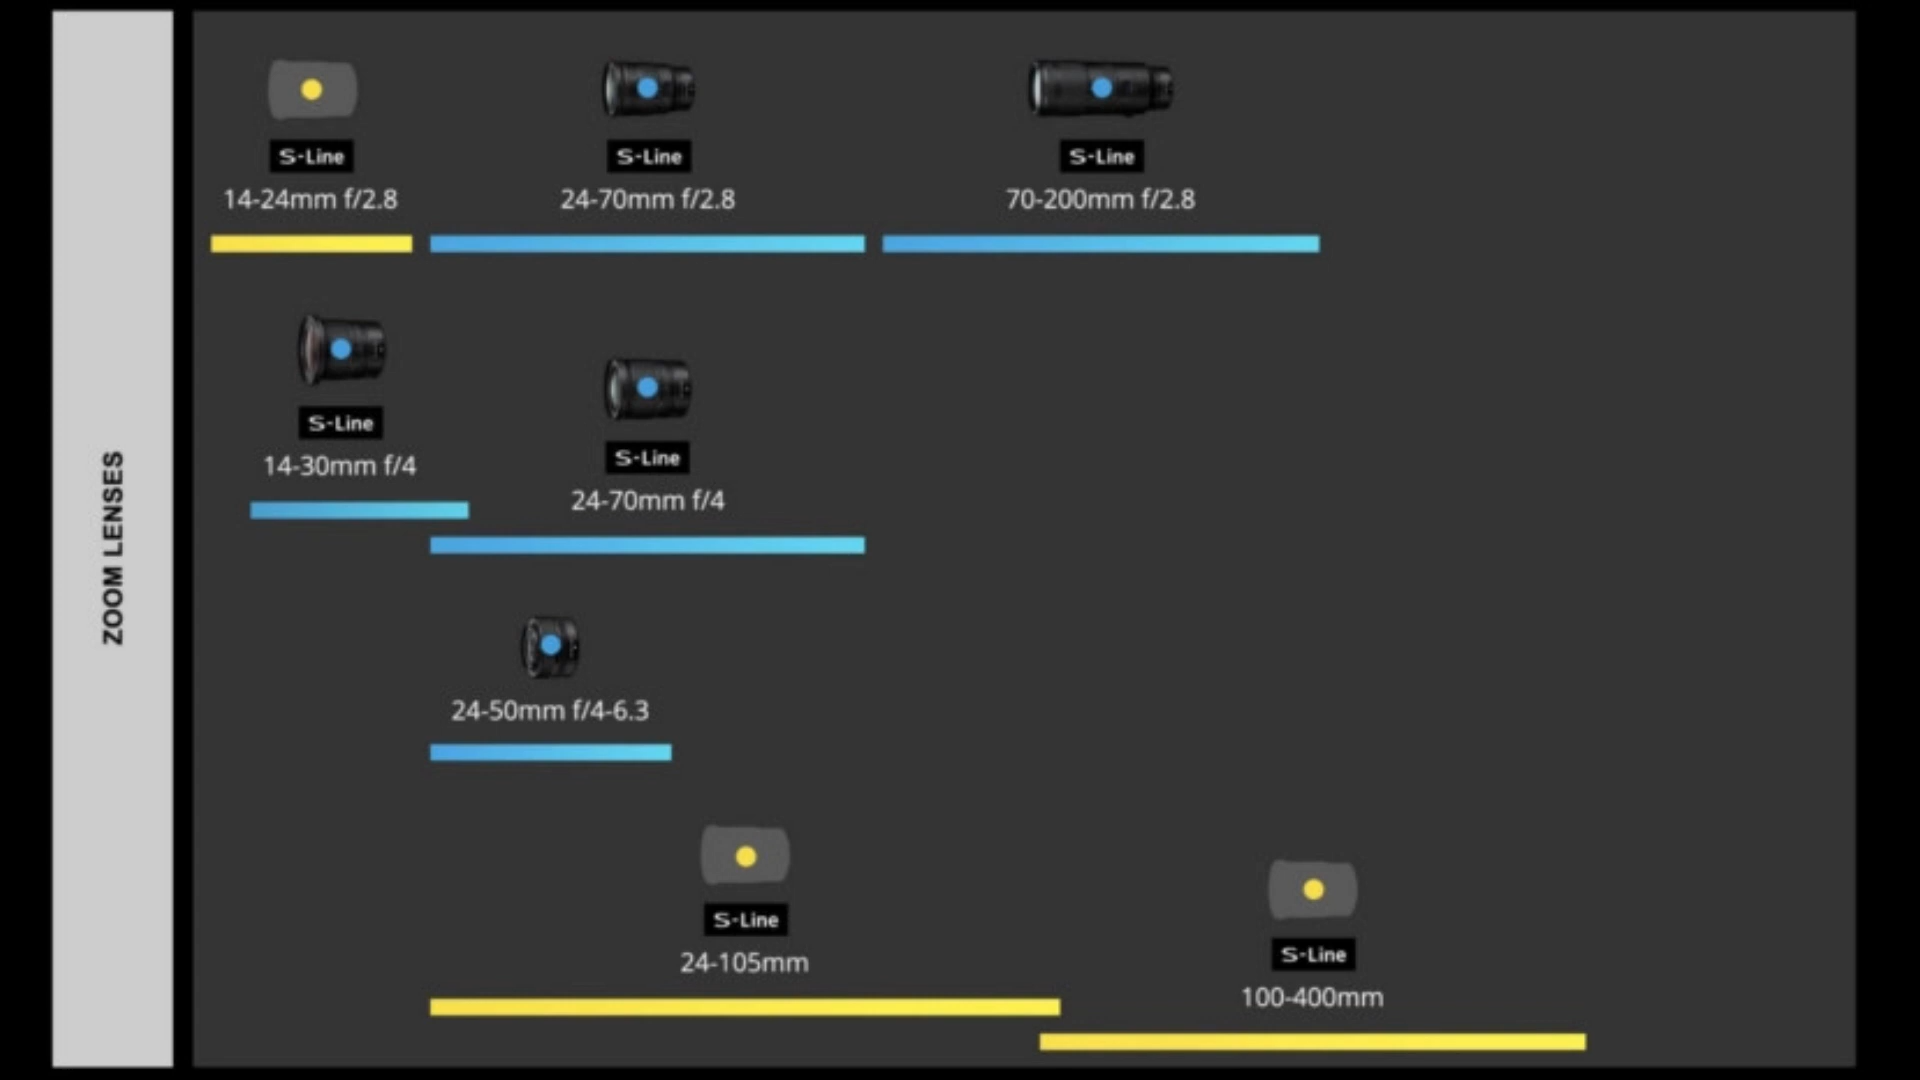 ZOOM LENSES
S-Line
14-24mm f/2.8
S-Line
24-70mm f/2.8
S-Line
70-200mm f/2.8
S-Line
14-30mm f/4
S-Line
24-70mm f/4
24-50mm f/4-6.3
S-Line
24-105mm
S-Line
100-400mm